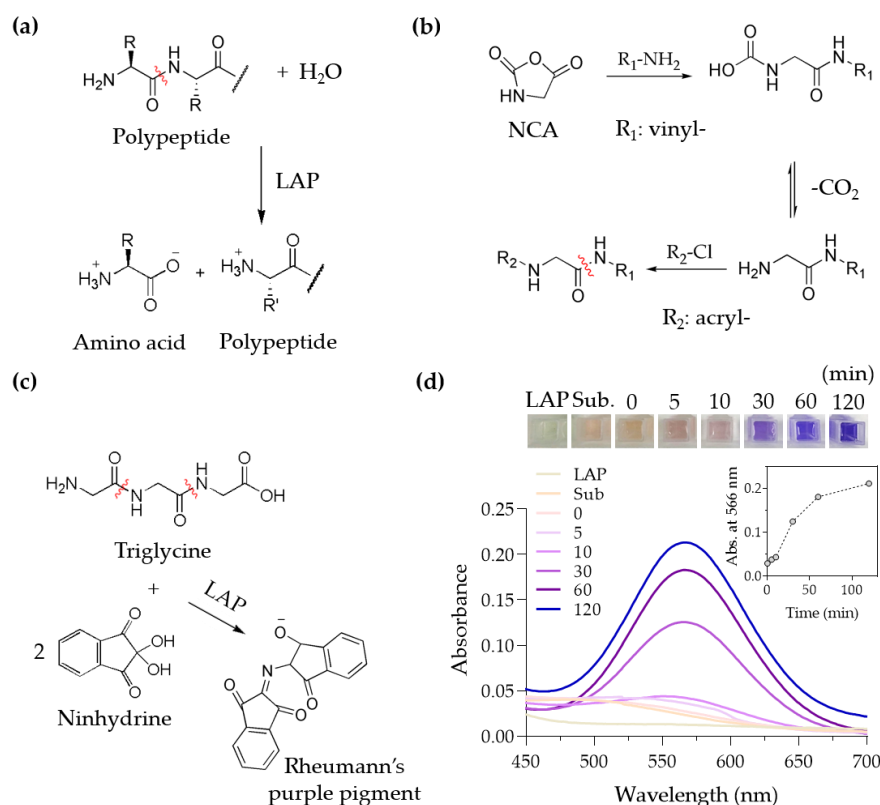 (a)
R
H
N
O
H₂N
O
R
+ H₂O
Polypeptide
LAP
R
O
−
+
H₃N
O
+
H
+
H₃N
O
R'
Amino acid
Polypeptide
(b)
O
O
O
HN
NCA
R₁-NH₂
R₁: vinyl-
O
HO
N
H
O
H
N
R₁
-CO₂
R₂
N
H
O
H
N
R₁
R₂-Cl
R₂: acryl-
H₂N
O
H
N
R₁
(c)
H₂N
O
N
H
O
H
N
O
OH
Triglycine
+
LAP
2
O
OH
OH
O
Ninhydrine
−
O
N
O
O
O
Rheumann's
purple pigment
(d)
(min)
LAP Sub. 0 5 10 30 60 120
LAP
Sub
0
5
10
30
60
120
Absorbance
0.25
0.20
0.15
0.10
0.05
0.00
450 500 550 600 650 700
Wavelength (nm)
Abs. at 566 nm
0.2
0.1
0.0
0 50 100
Time (min)